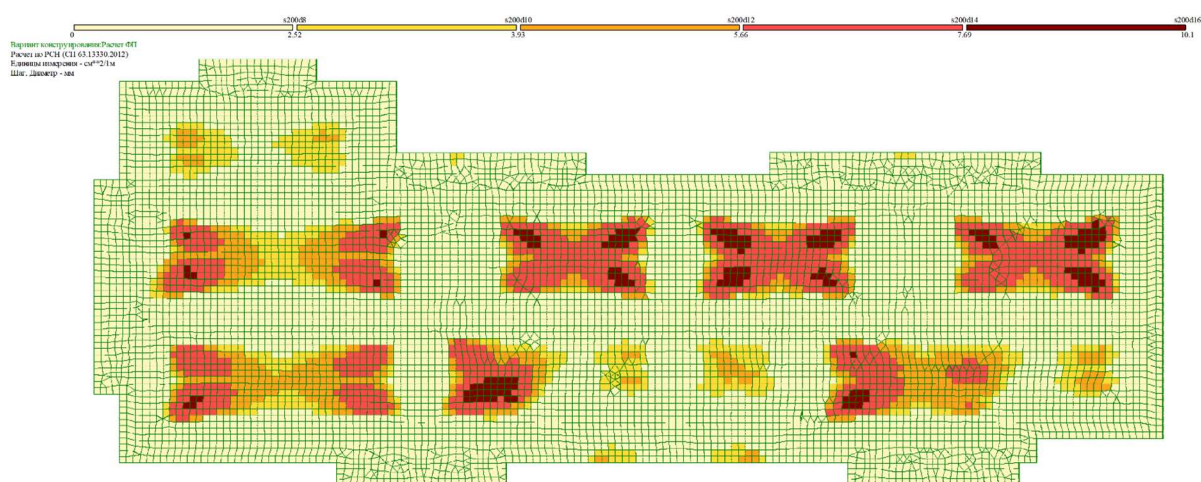 s200d8 s200d10 s200d12 s200d14 s200d16
0 2.52 3.93 5.66 7.69 10.1
Вариант конструирования:Расчет ФП
Расчет по РСН (СП 63.13330.2012)
Единицы измерения - см**2/1м
Шаг, Диаметр - мм